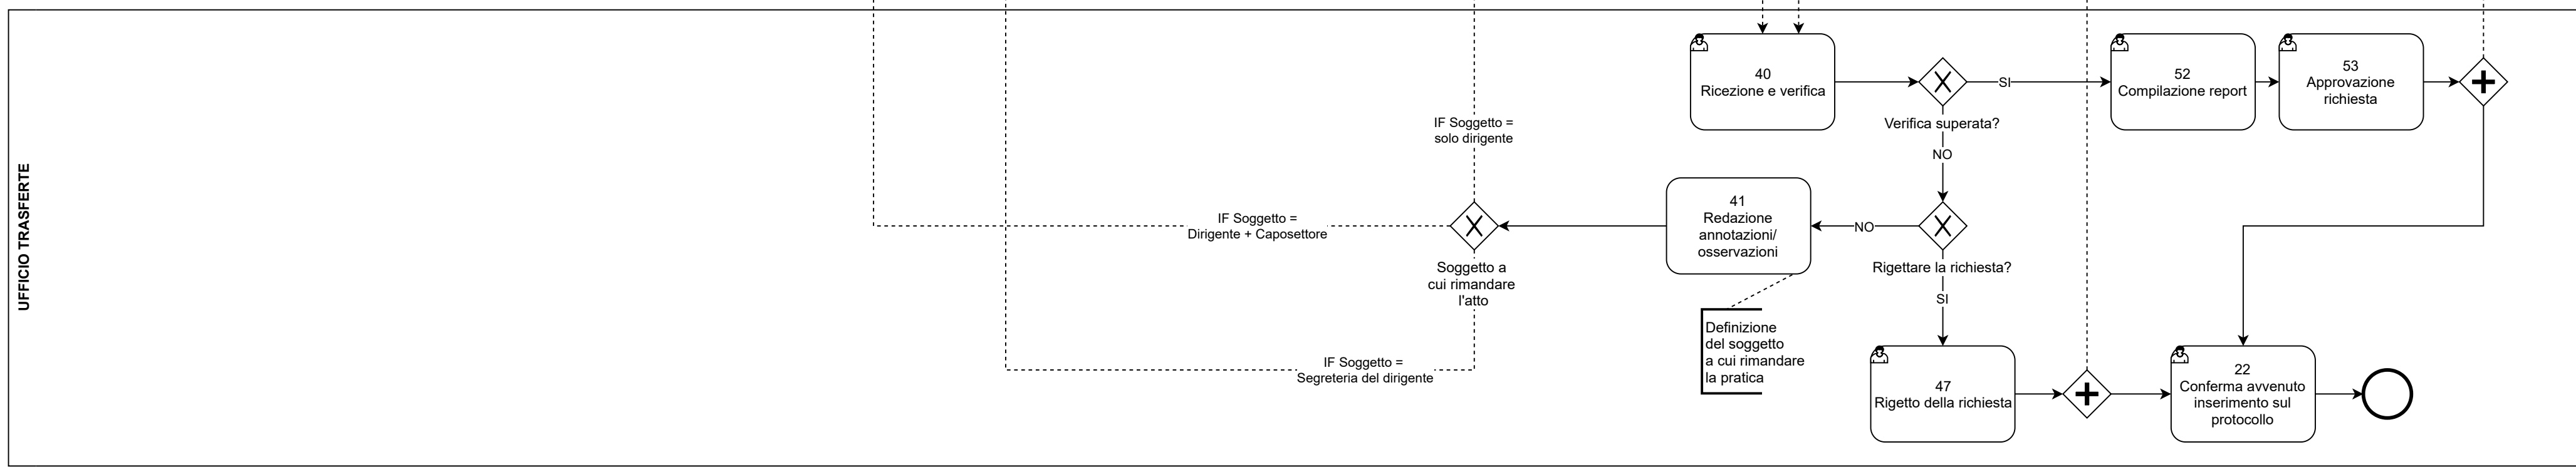 UFFICIO TRASFERTE
40
Ricezione e verifica
SI
52
Compilazione report
53
Approvazione
richiesta
Verifica superata?
NO
IF Soggetto =
solo dirigente
41
Redazione
annotazioni/
osservazioni
NO
Rigettare la richiesta?
SI
IF Soggetto =
Dirigente + Caposettore
Soggetto a
cui rimandare
l'atto
IF Soggetto =
Segreteria del dirigente
Definizione
del soggetto
a cui rimandare
la pratica
47
Rigetto della richiesta
22
Conferma avvenuto
inserimento sul
protocollo